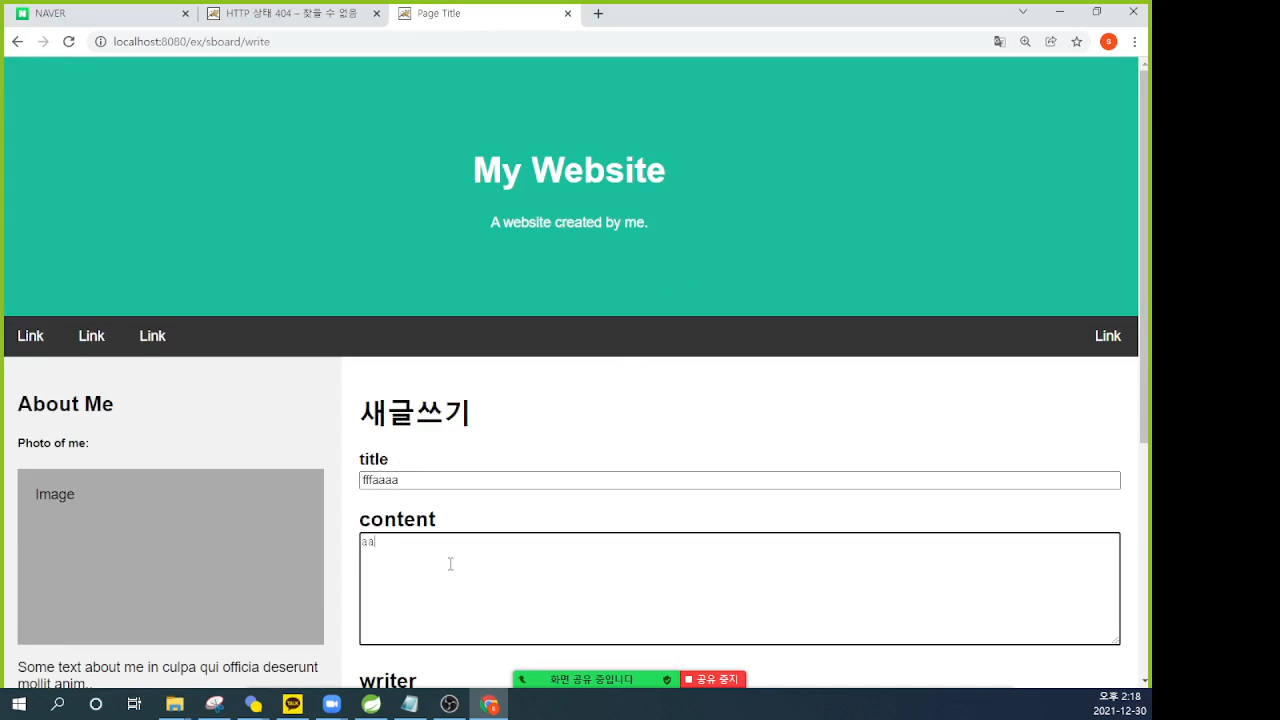 NAVER
HTTP 상태 404 – 찾을 수 없음
Page Title
localhost:8080/ex/sboard/write
s
My Website
A website created by me.
Link Link Link Link
About Me
Photo of me:
Image
Some text about me in culpa qui officia deserunt
mollit anim..
새글쓰기
title
fffaaaa
content
aa
writer
화면 공유 중입니다
공유 중지
TALK
오후 2:18
2021-12-30